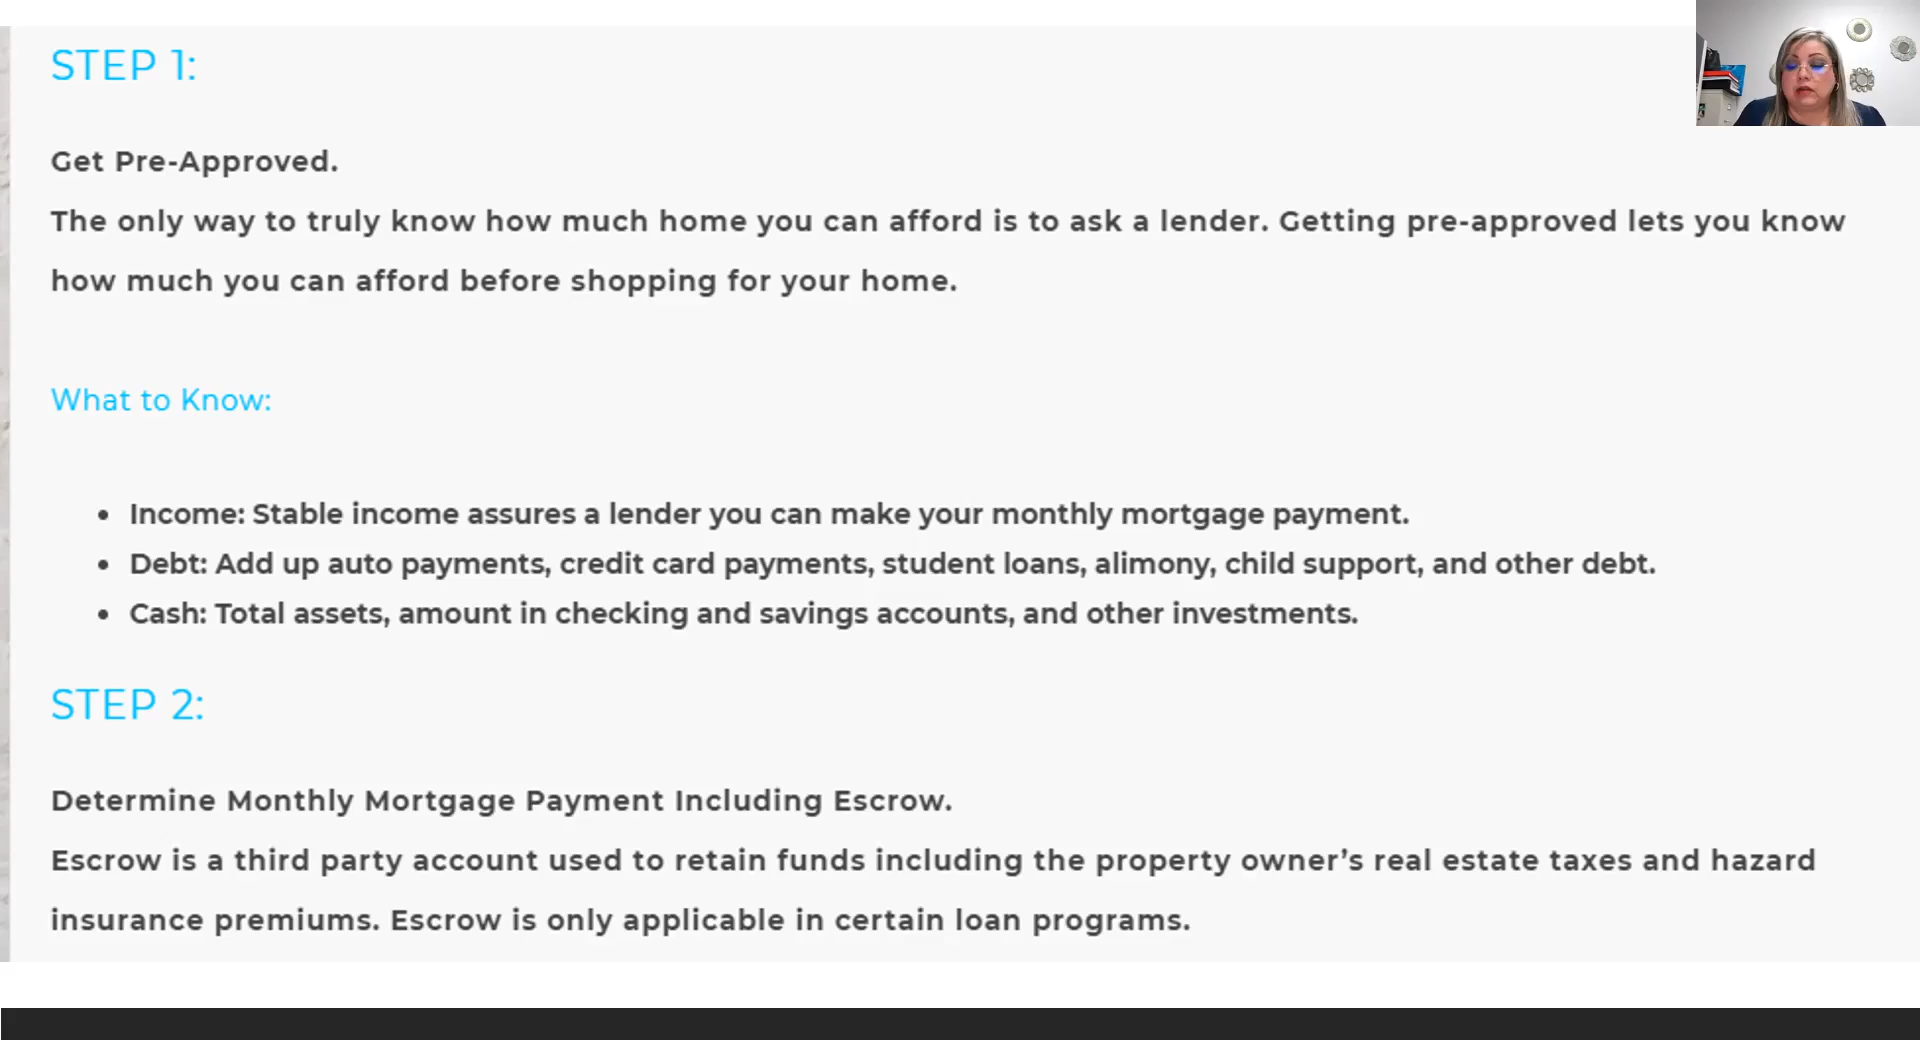 STEP 1:
Get Pre-Approved.
The only way to truly know how much home you can afford is to ask a lender. Getting pre-approved lets you know
how much you can afford before shopping for your home.
What to Know:
• Income: Stable income assures a lender you can make your monthly mortgage payment.
• Debt: Add up auto payments, credit card payments, student loans, alimony, child support, and other debt.
• Cash: Total assets, amount in checking and savings accounts, and other investments.
STEP 2:
Determine Monthly Mortgage Payment Including Escrow.
Escrow is a third party account used to retain funds including the property owner’s real estate taxes and hazard
insurance premiums. Escrow is only applicable in certain loan programs.